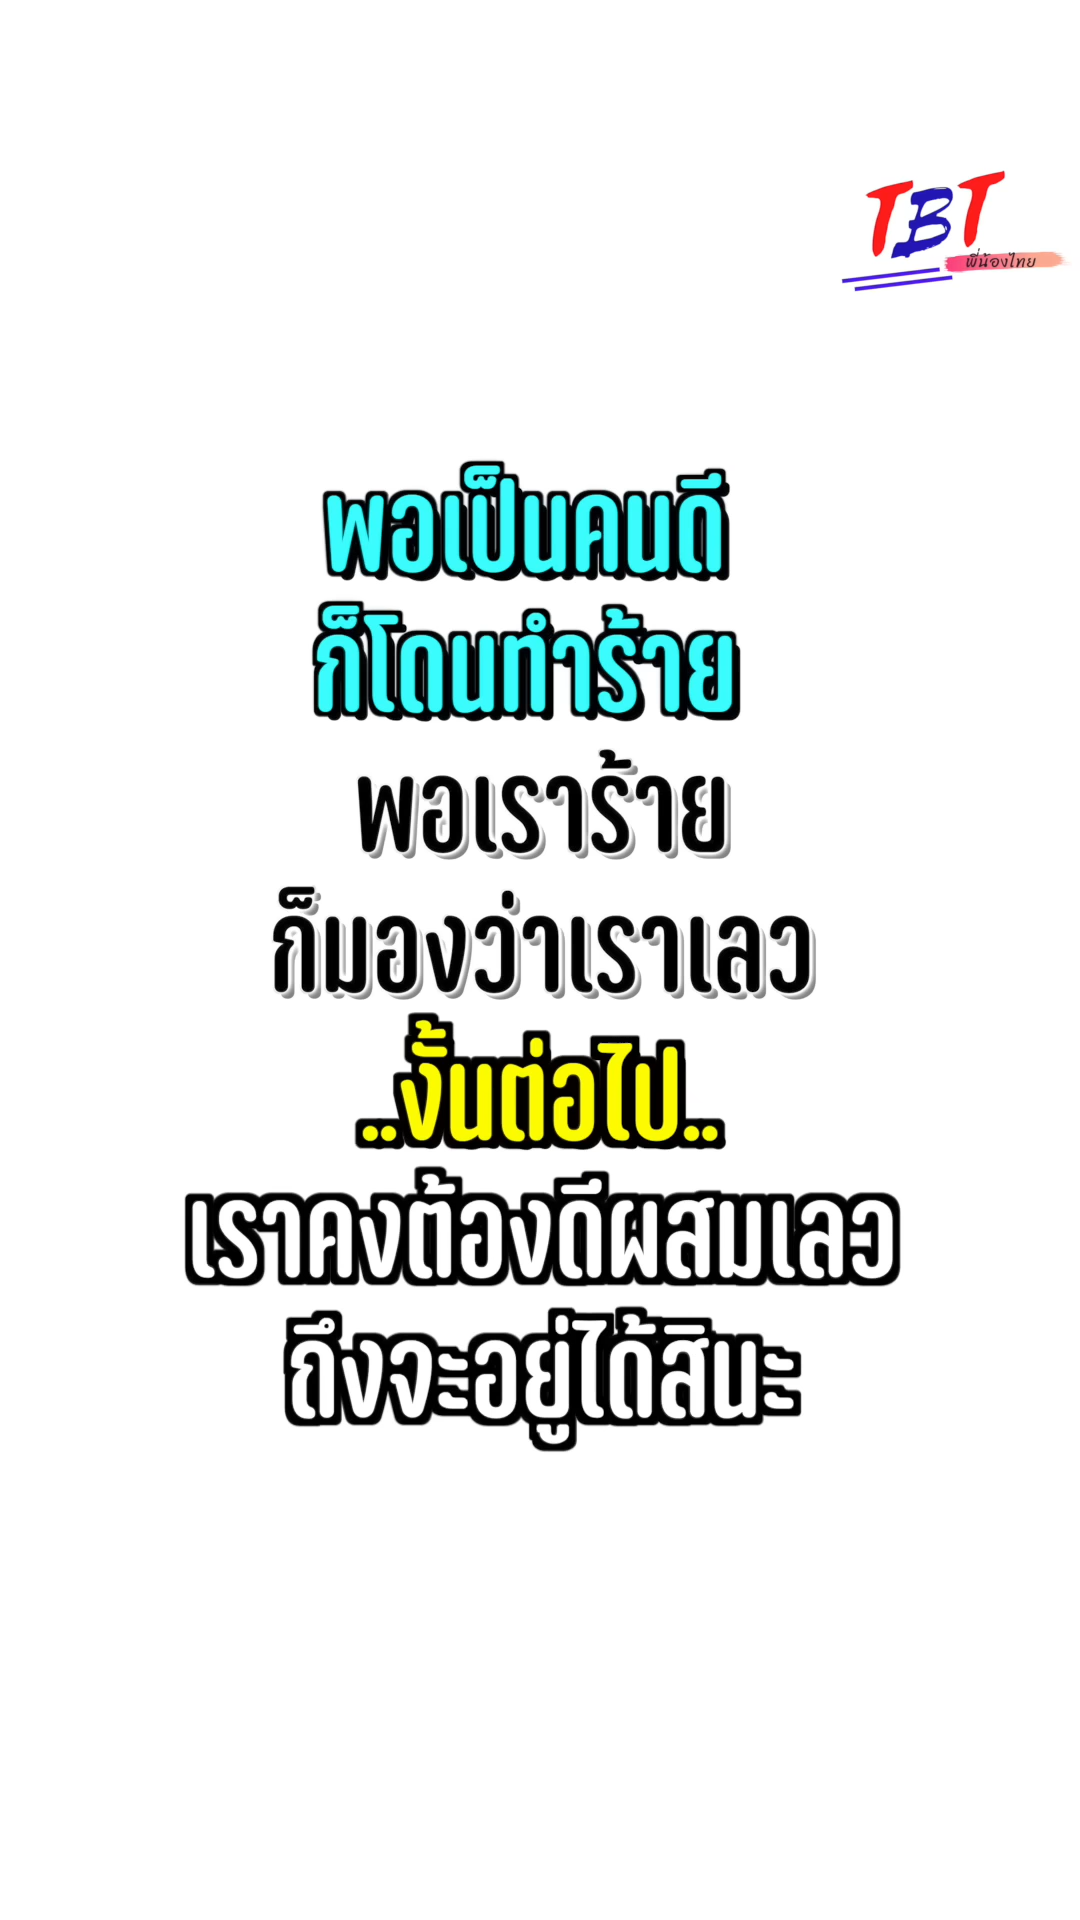 TBT
พี่น้องไทย
พอเป็นคนดี
ก็โดนทำร้าย
พอเราร้าย
ก็มองว่าเราเลว
..งั้นต่อไป..
เราคงต้องดีผสมเลว
ถึงจะอยู่ได้สินะ